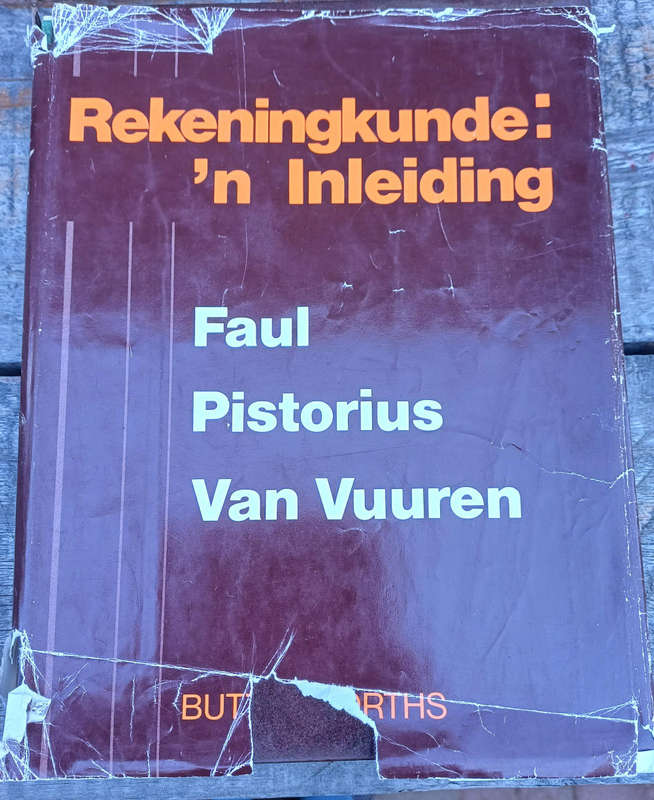 Rekeningkunde:
’n Inleiding
Faul
Pistorius
Van Vuuren